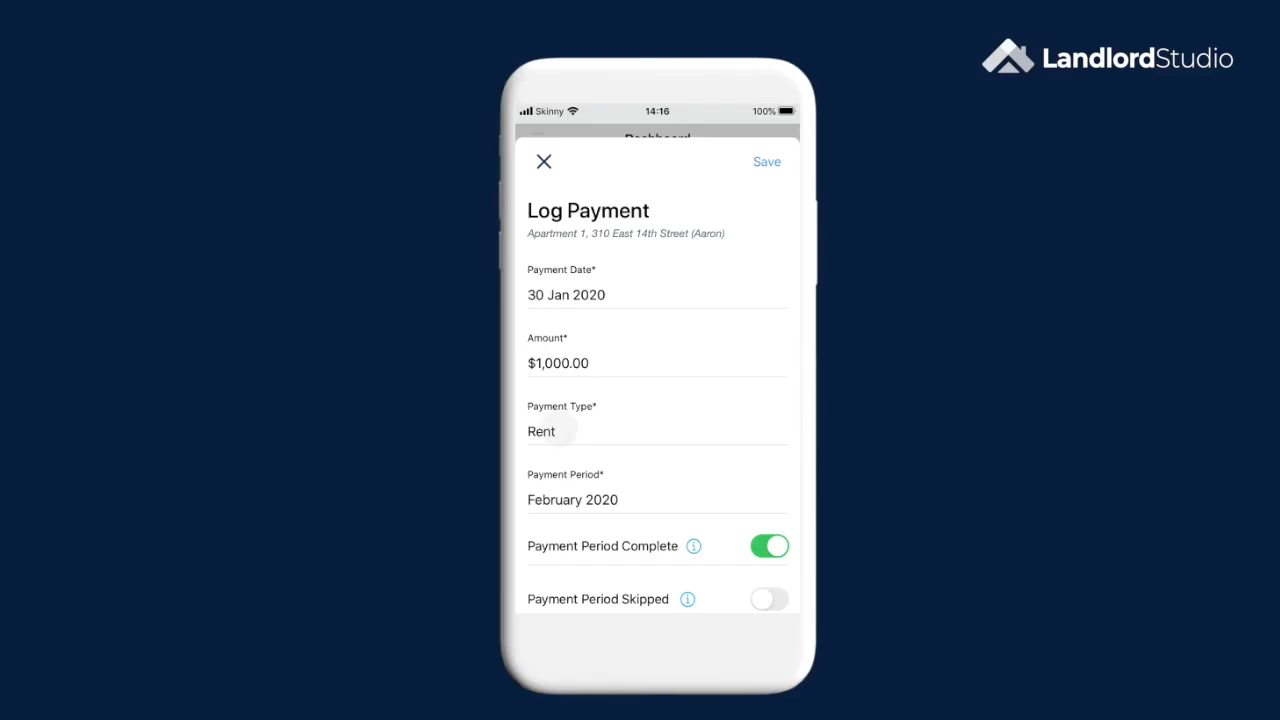 LandlordStudio
Skinny 14:16 100%
Dashboard
Save
Log Payment
Apartment 1, 310 East 14th Street (Aaron)
Payment Date*
30 Jan 2020
Amount*
$1,000.00
Payment Type*
Rent
Payment Period*
February 2020
Payment Period Complete
Payment Period Skipped